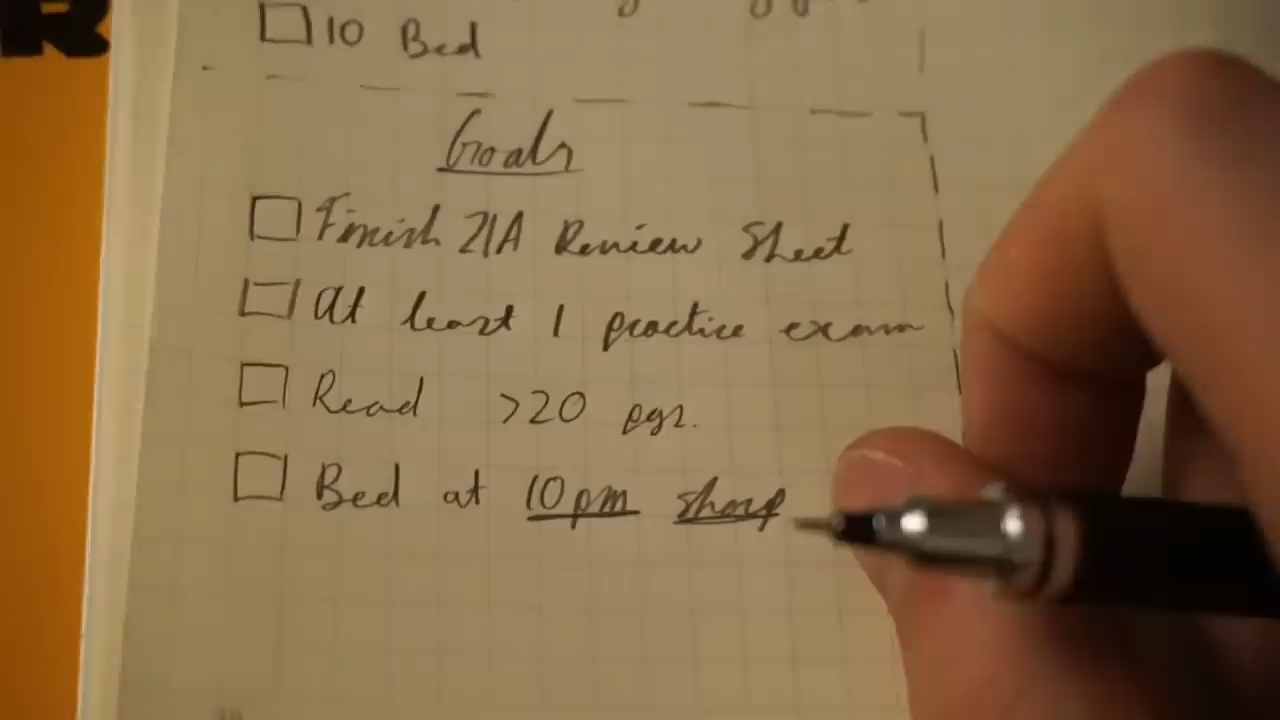 R
10 Bed
Goals
Finish 21A Review Sheet
At least 1 practice exam
Read >20 pgs.
Bed at 10pm sharp